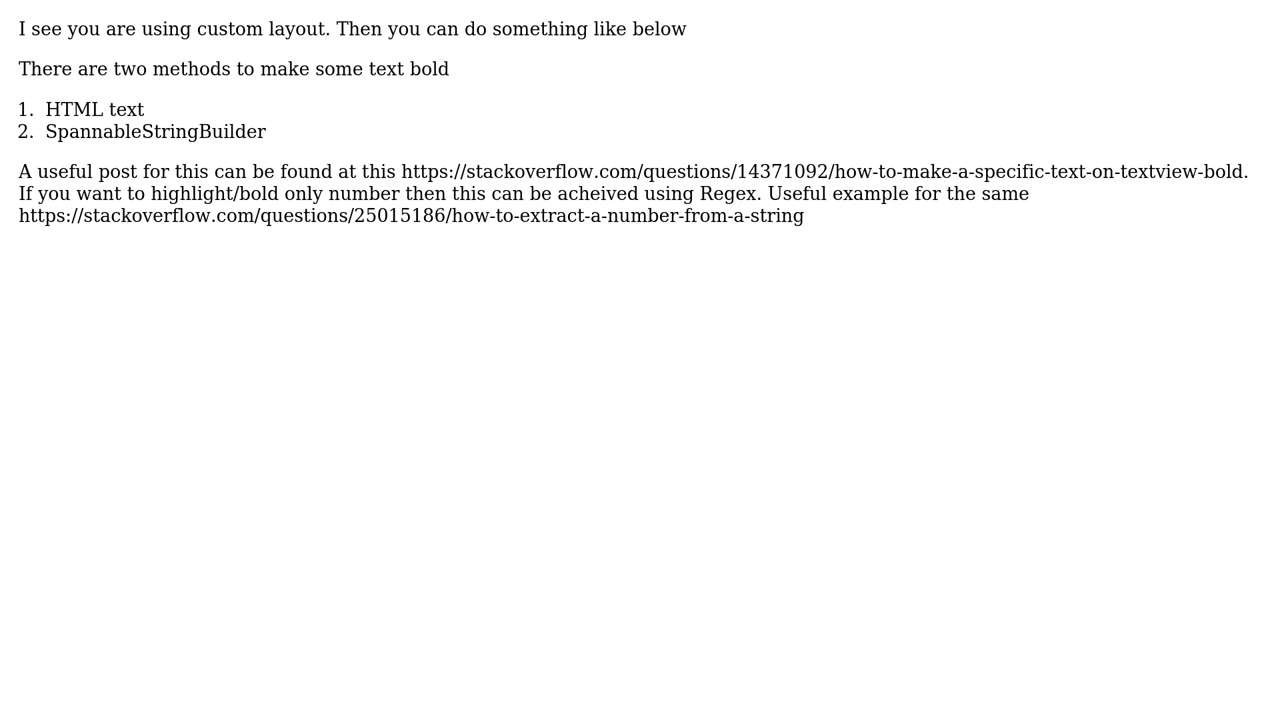 I see you are using custom layout. Then you can do something like below
There are two methods to make some text bold
1. HTML text
2. SpannableStringBuilder
A useful post for this can be found at this https://stackoverflow.com/questions/14371092/how-to-make-a-specific-text-on-textview-bold.
If you want to highlight/bold only number then this can be acheived using Regex. Useful example for the same
https://stackoverflow.com/questions/25015186/how-to-extract-a-number-from-a-string